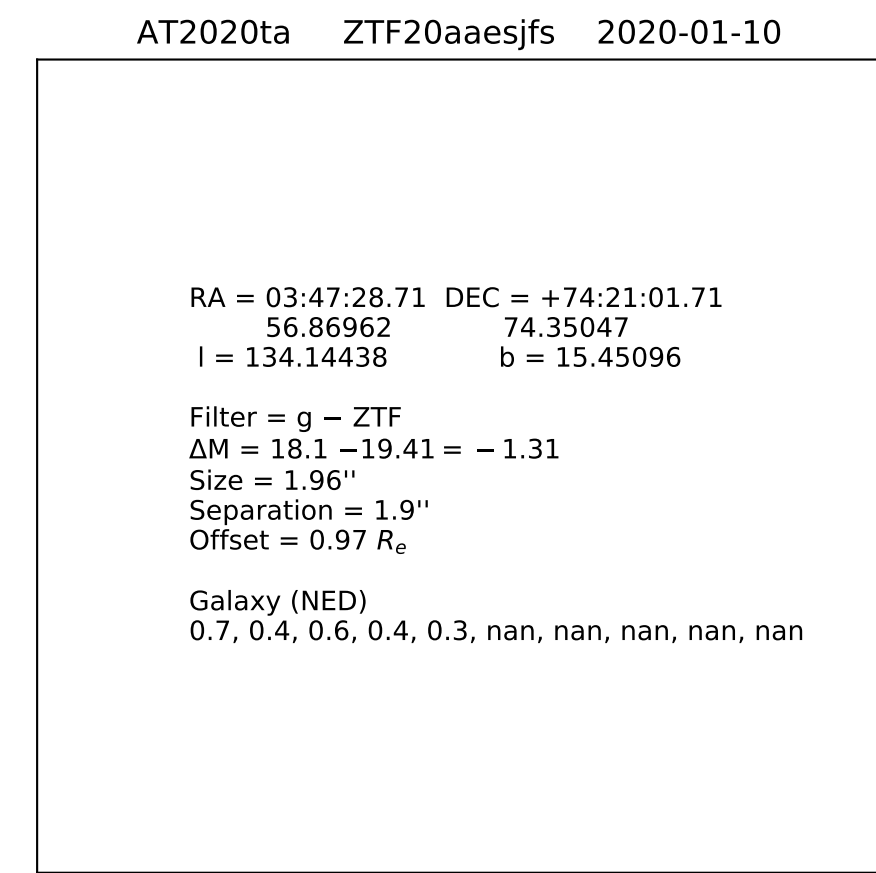 AT2020ta ZTF20aaesjfs 2020-01-10
RA = 03:47:28.71 DEC = +74:21:01.71
56.86962 74.35047
l = 134.14438 b = 15.45096
Filter = g − ZTF
ΔM = 18.1 −19.41 = − 1.31
Size = 1.96''
Separation = 1.9''
Offset = 0.97 Re
Galaxy (NED)
0.7, 0.4, 0.6, 0.4, 0.3, nan, nan, nan, nan, nan